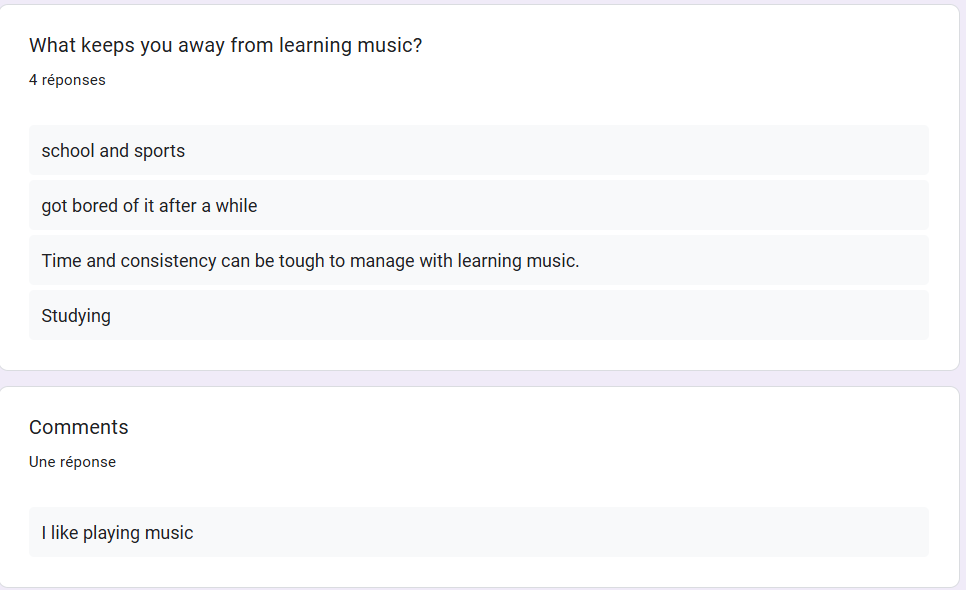 What keeps you away from learning music?
4 réponses
school and sports
got bored of it after a while
Time and consistency can be tough to manage with learning music.
Studying
Comments
Une réponse
I like playing music